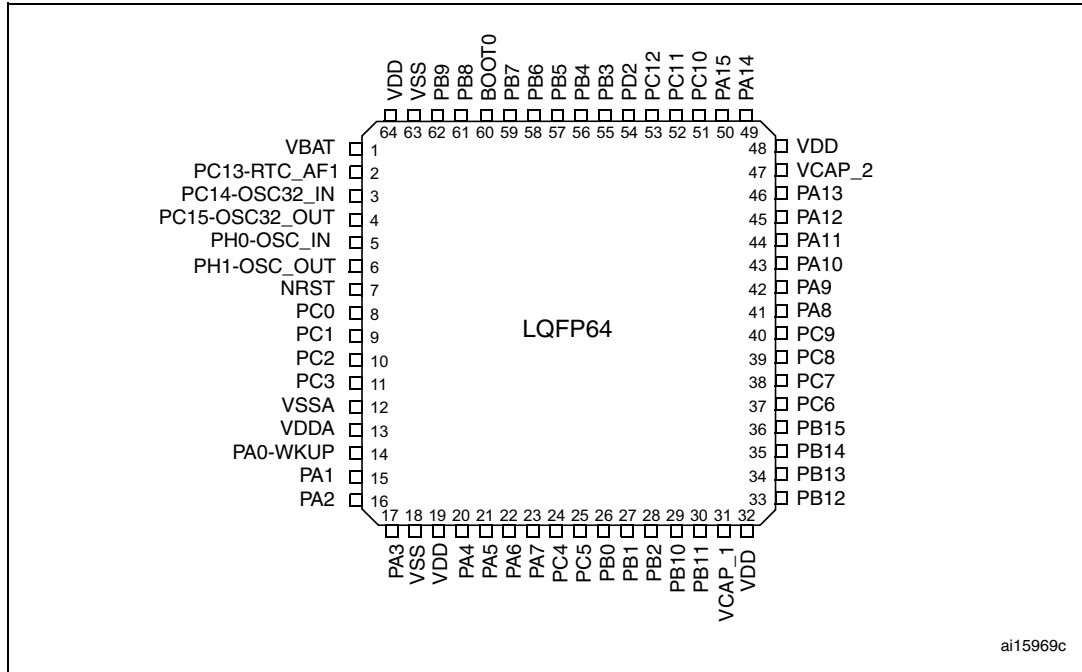 VDD VSS PB9 PB8 BOOT0 PB7 PB6 PB5 PB4 PB3 PD2 PC12 PC11 PC10 PA15 PA14
64 63 62 61 60 59 58 57 56 55 54 53 52 51 50 49
VBAT 1 48 VDD
PC13-RTC_AF1 2 47 VCAP_2
PC14-OSC32_IN 3 46 PA13
PC15-OSC32_OUT 4 45 PA12
PH0-OSC_IN 5 44 PA11
PH1-OSC_OUT 6 43 PA10
NRST 7 42 PA9
PC0 8 41 PA8
LQFP64
PC1 9 40 PC9
PC2 10 39 PC8
PC3 11 38 PC7
VSSA 12 37 PC6
VDDA 13 36 PB15
PA0-WKUP 14 35 PB14
PA1 15 34 PB13
PA2 16 33 PB12
17 18 19 20 21 22 23 24 25 26 27 28 29 30 31 32
PA3 VSS VDD PA4 PA5 PA6 PA7 PC4 PC5 PB0 PB1 PB2 PB10 PB11 VCAP_1 VDD
ai15969c